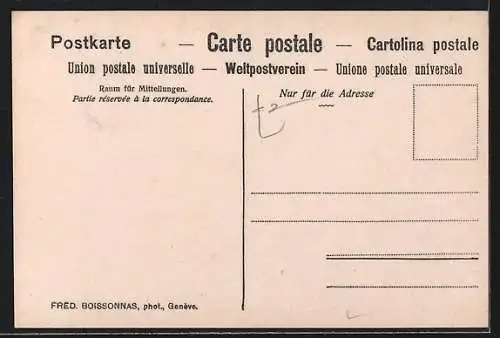 Postkarte — Carte postale — Cartolina postale
Union postale universelle — Weltpostverein — Unione postale universale
Raum für Mitteilungen.
Partie réservée à la correspondance.
Nur für die Adresse
FRED. BOISSONNAS, phot., Genève.